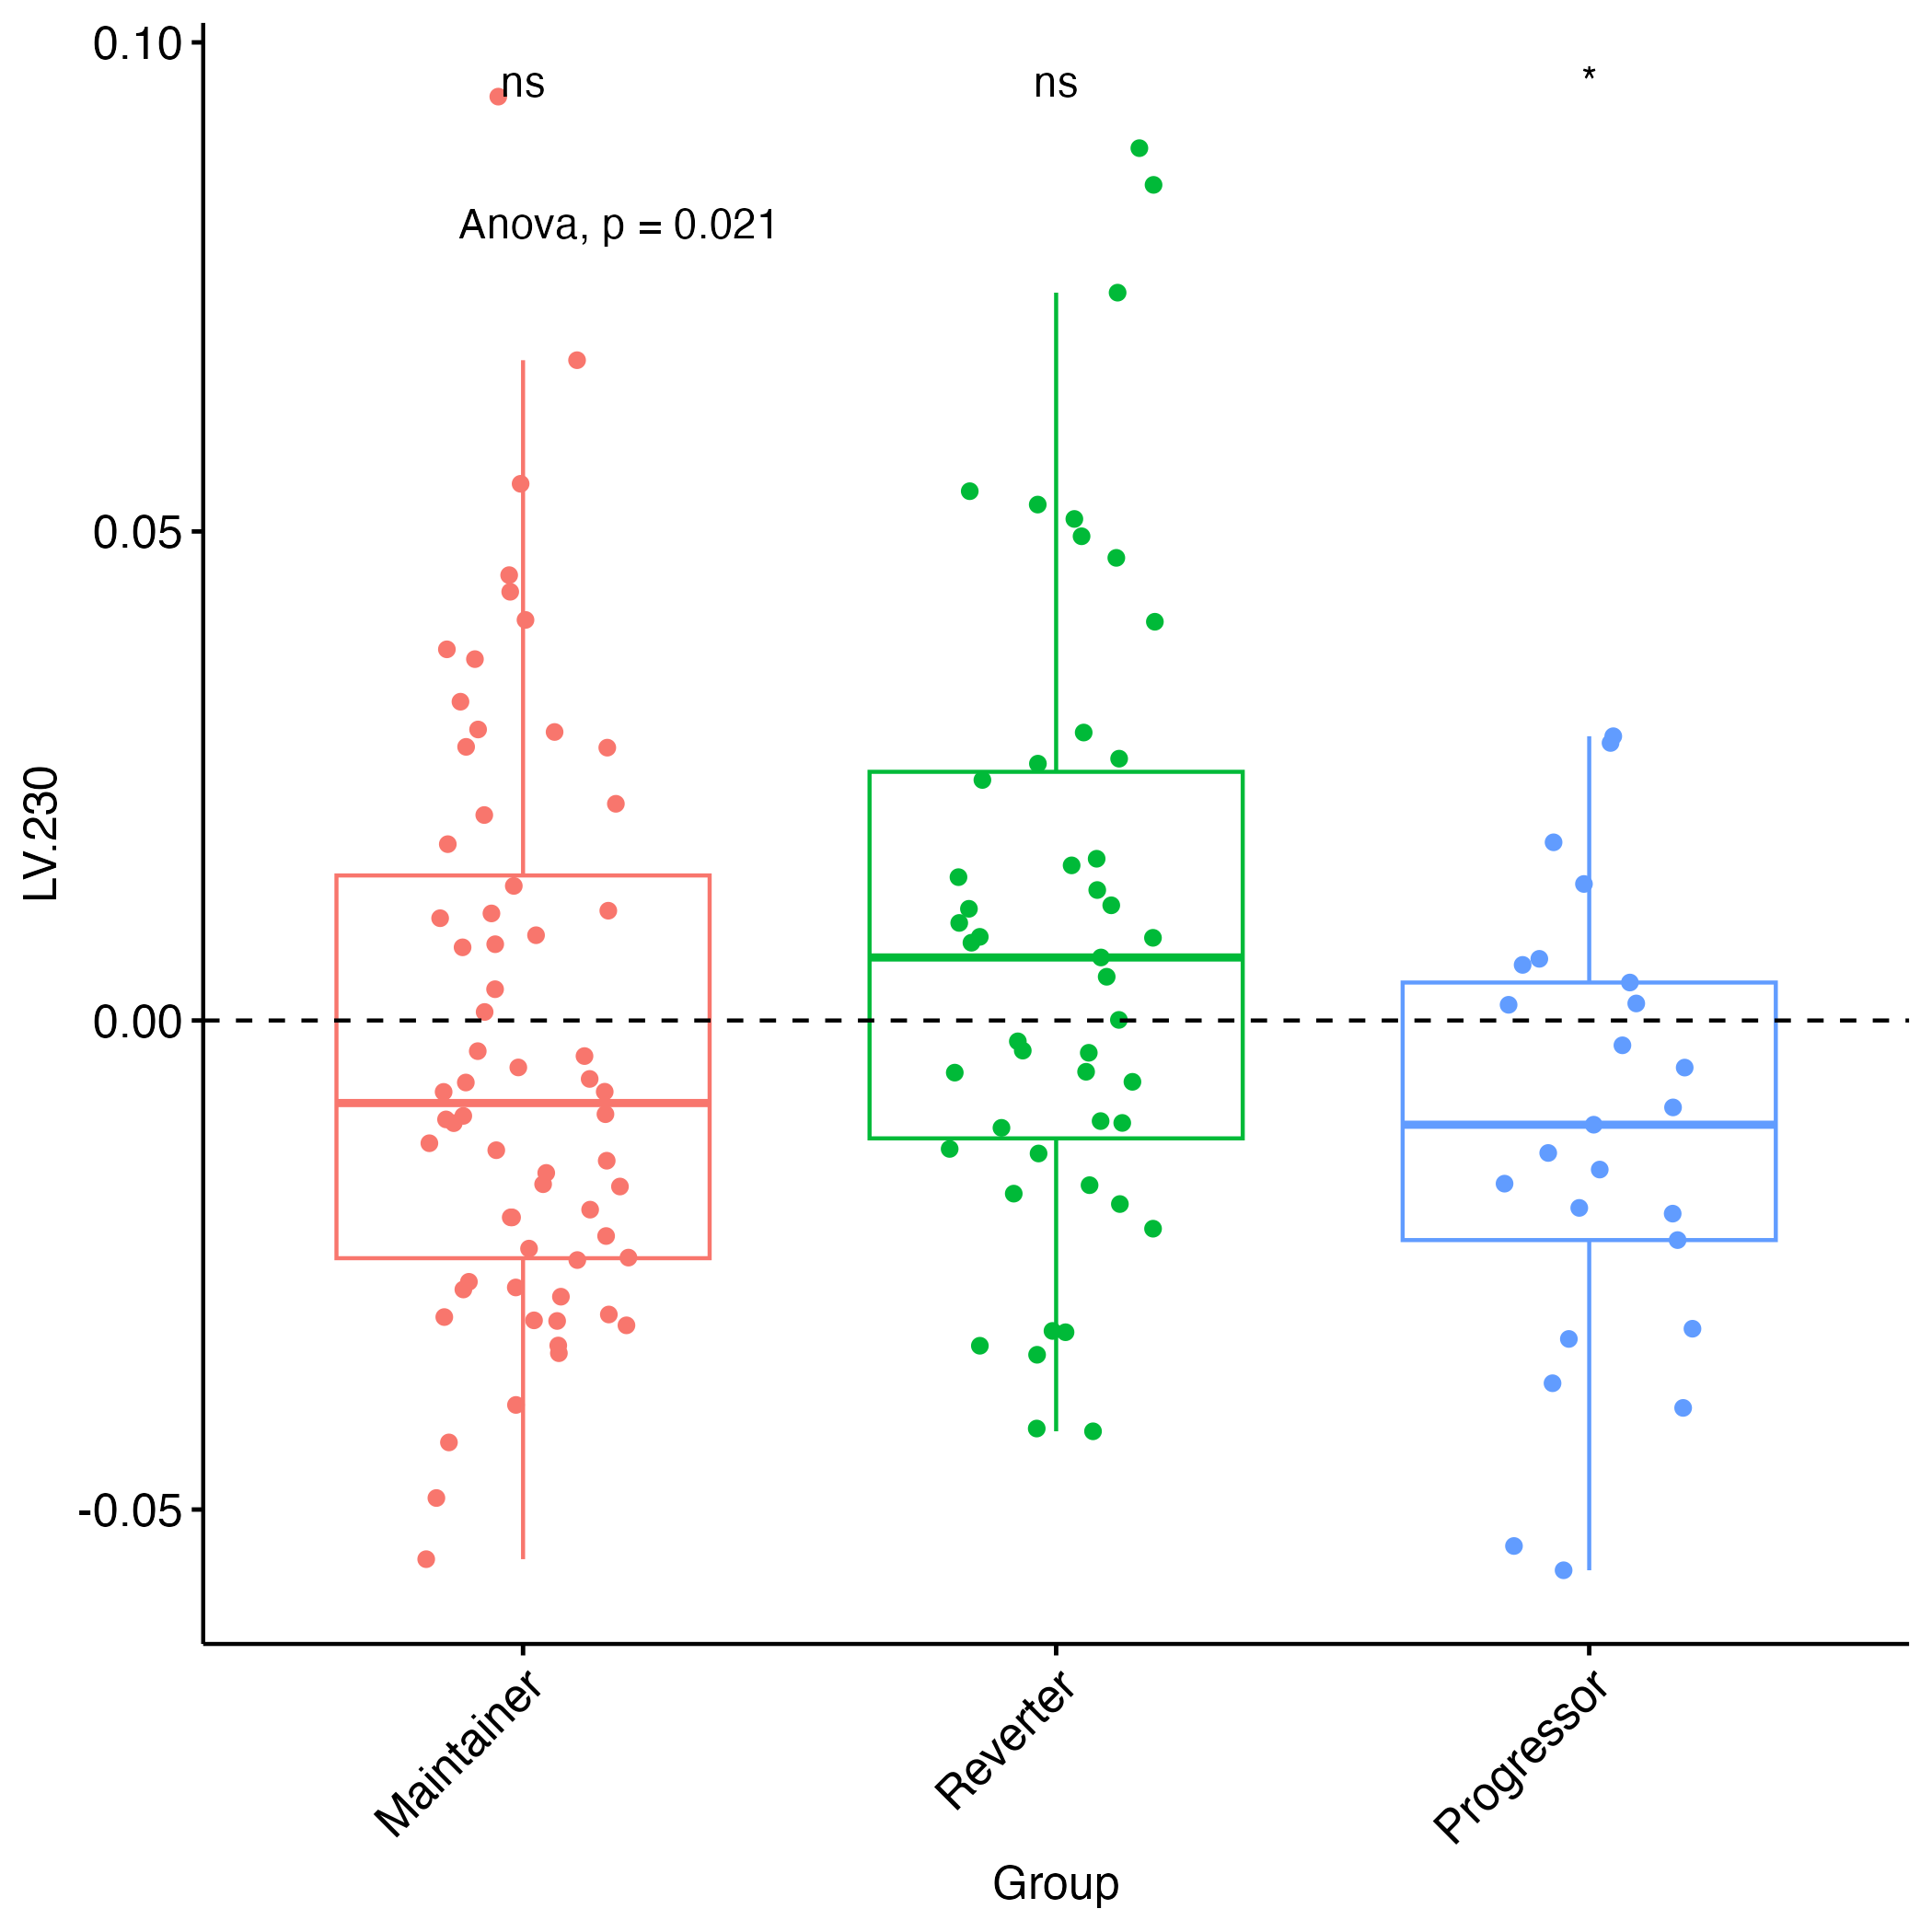 0.10
ns
ns
*
Anova, p = 0.021
0.05
LV.230
0.00
-0.05
Maintainer
Reverter
Progressor
Group